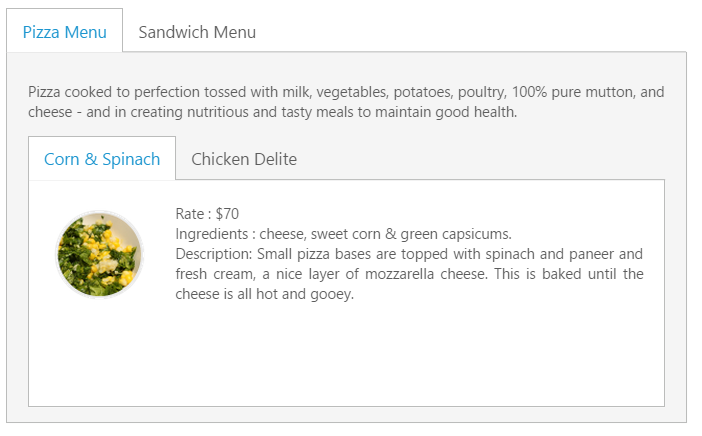 Pizza Menu
Sandwich Menu
Pizza cooked to perfection tossed with milk, vegetables, potatoes, poultry, 100% pure mutton, and
cheese - and in creating nutritious and tasty meals to maintain good health.
Corn & Spinach
Chicken Delite
Rate : $70
Ingredients : cheese, sweet corn & green capsicums.
Description: Small pizza bases are topped with spinach and paneer and
fresh cream, a nice layer of mozzarella cheese. This is baked until the
cheese is all hot and gooey.